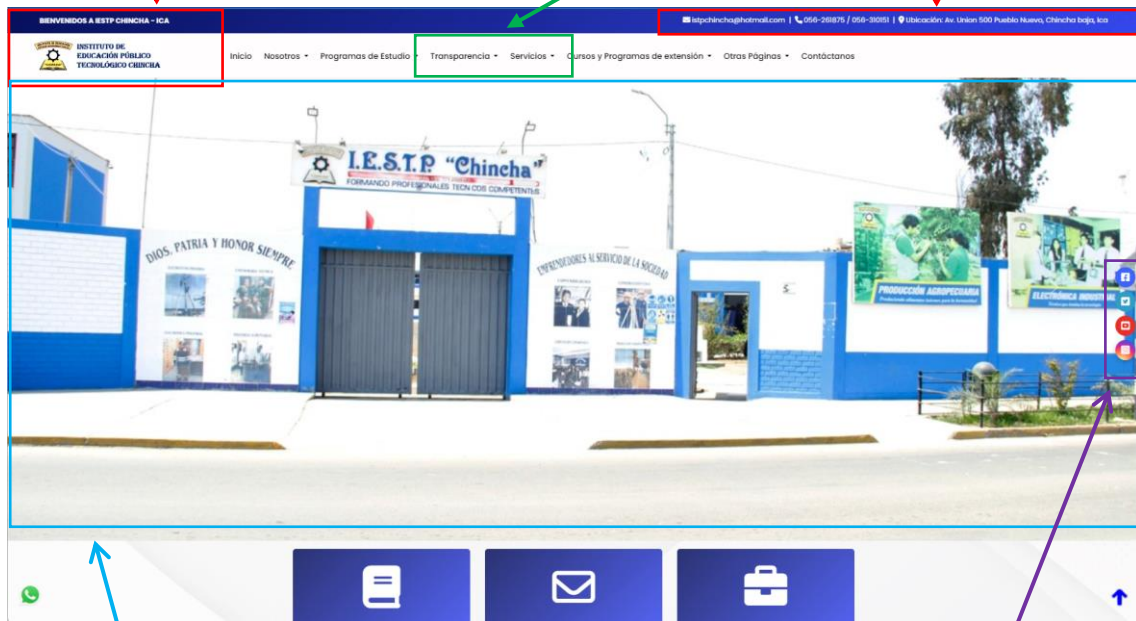 BIENVENIDOS A IESTP CHINCHA - ICA
istpchincha@hotmail.com | 056-261875 / 056-310151 | Ubicación: Av. Union 500 Pueblo Nuevo, Chincha baja, Ica
INSTITUTO DE
EDUCACIÓN PÚBLICO
TECNOLÓGICO CHINCHA
Inicio Nosotros Programas de Estudio Transparencia Servicios Cursos y Programas de extensión Otras Páginas Contáctanos
I.E.S.T.P. "Chincha"
FORMANDO PROFESIONALES TECNICOS COMPETENTES
DIOS, PATRIA Y HONOR SIEMPRE
EMPRENDEDORES AL SERVICIO DE LA SOCIEDAD
PRODUCCIÓN AGROPECUARIA
ELECTRÓNICA INDUSTRIAL